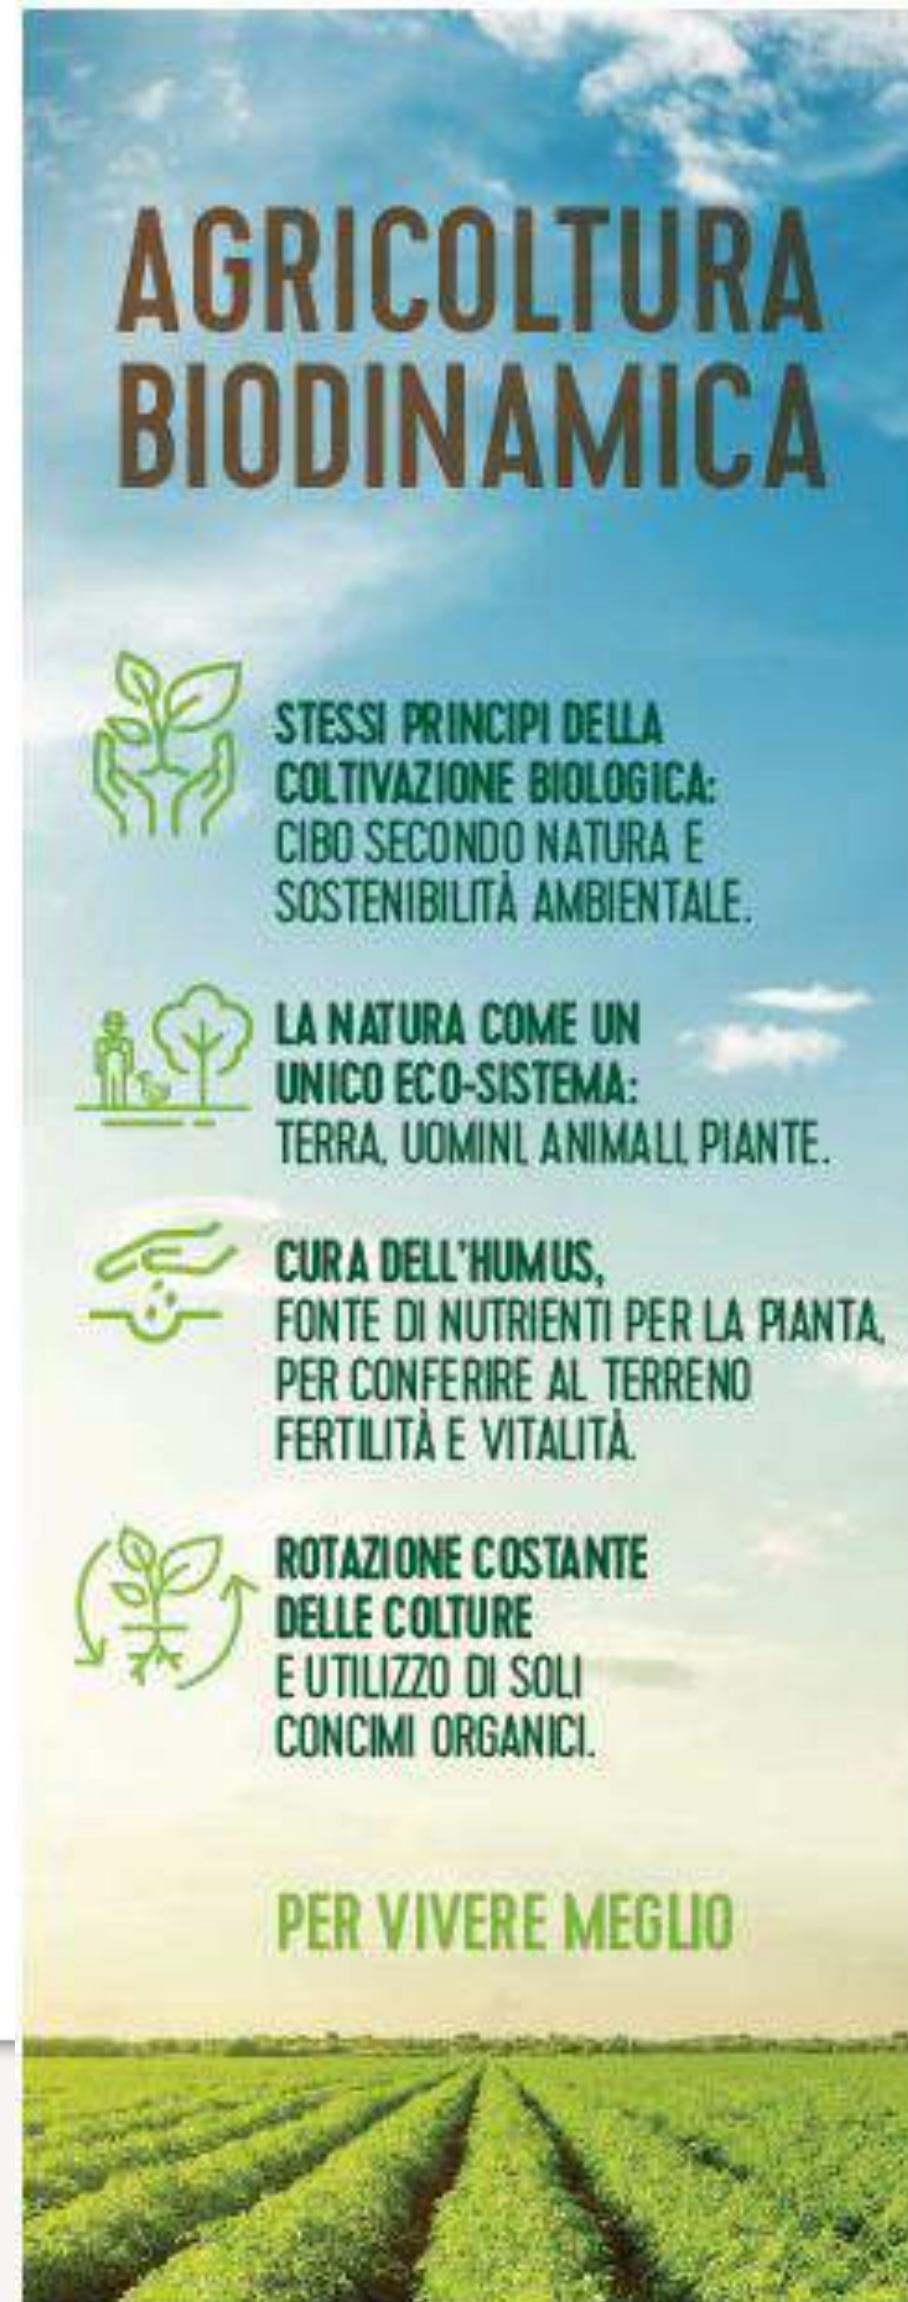 AGRICOLTURA
BIODINAMICA
STESSI PRINCIPI DELLA
COLTIVAZIONE BIOLOGICA:
CIBO SECONDO NATURA E
SOSTENIBILITÀ AMBIENTALE.
LA NATURA COME UN
UNICO ECO-SISTEMA:
TERRA, UOMINI, ANIMALI, PIANTE.
CURA DELL'HUMUS,
FONTE DI NUTRIENTI PER LA PIANTA,
PER CONFERIRE AL TERRENO
FERTILITÀ E VITALITÀ.
ROTAZIONE COSTANTE
DELLE COLTURE
E UTILIZZO DI SOLI
CONCIMI ORGANICI.
PER VIVERE MEGLIO